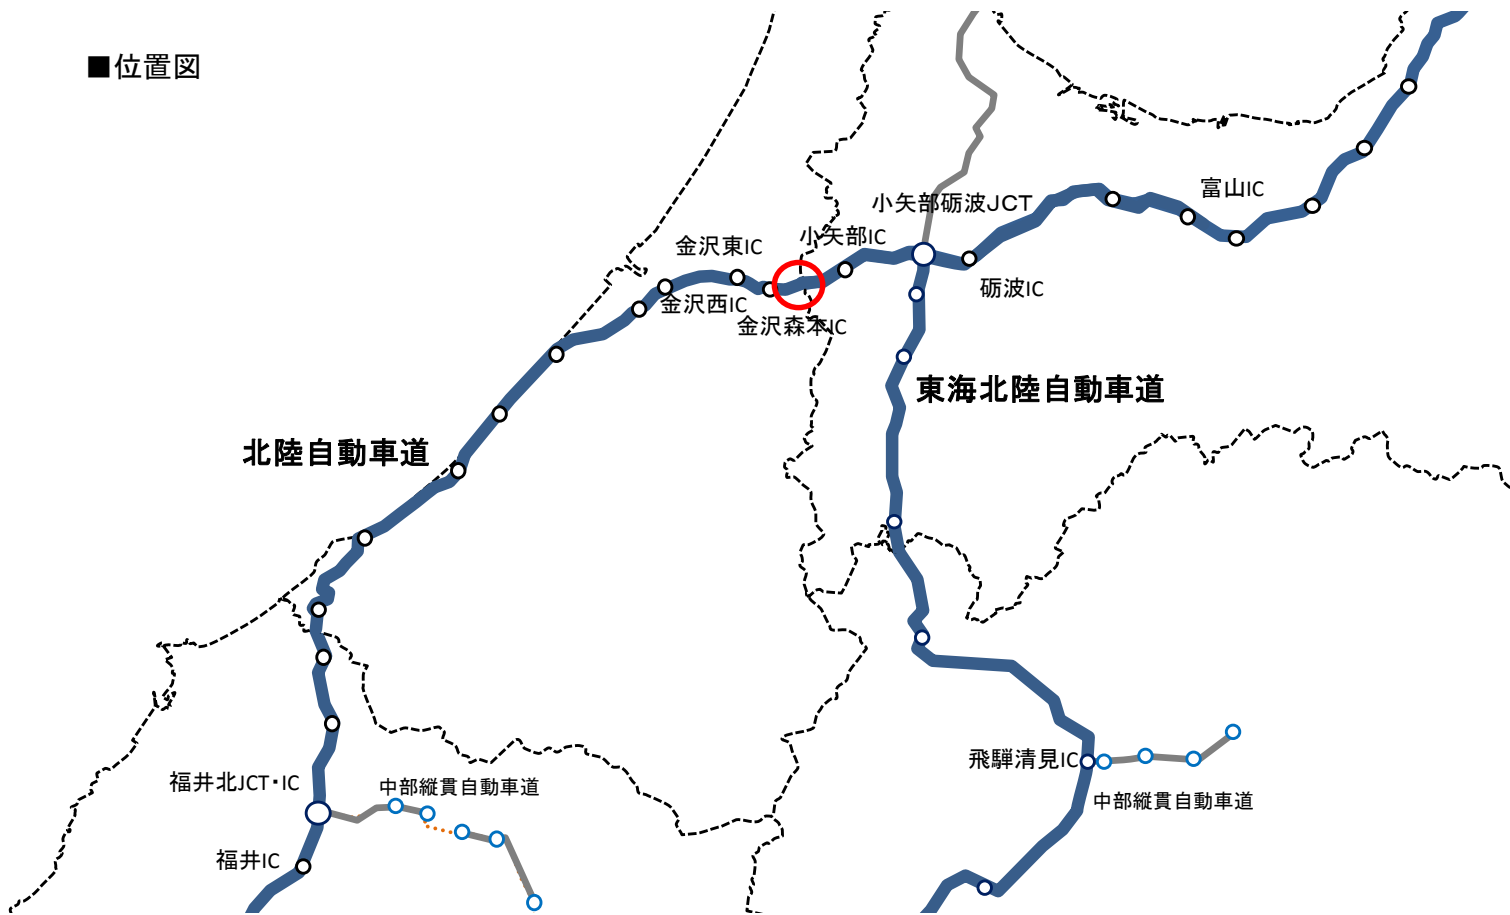 ■位置図
富山IC
小矢部砺波JCT
小矢部IC
金沢東IC
砺波IC
金沢西IC
金沢森本IC
東海北陸自動車道
北陸自動車道
飛騨清見IC
福井北JCT・IC
中部縦貫自動車道
中部縦貫自動車道
福井IC